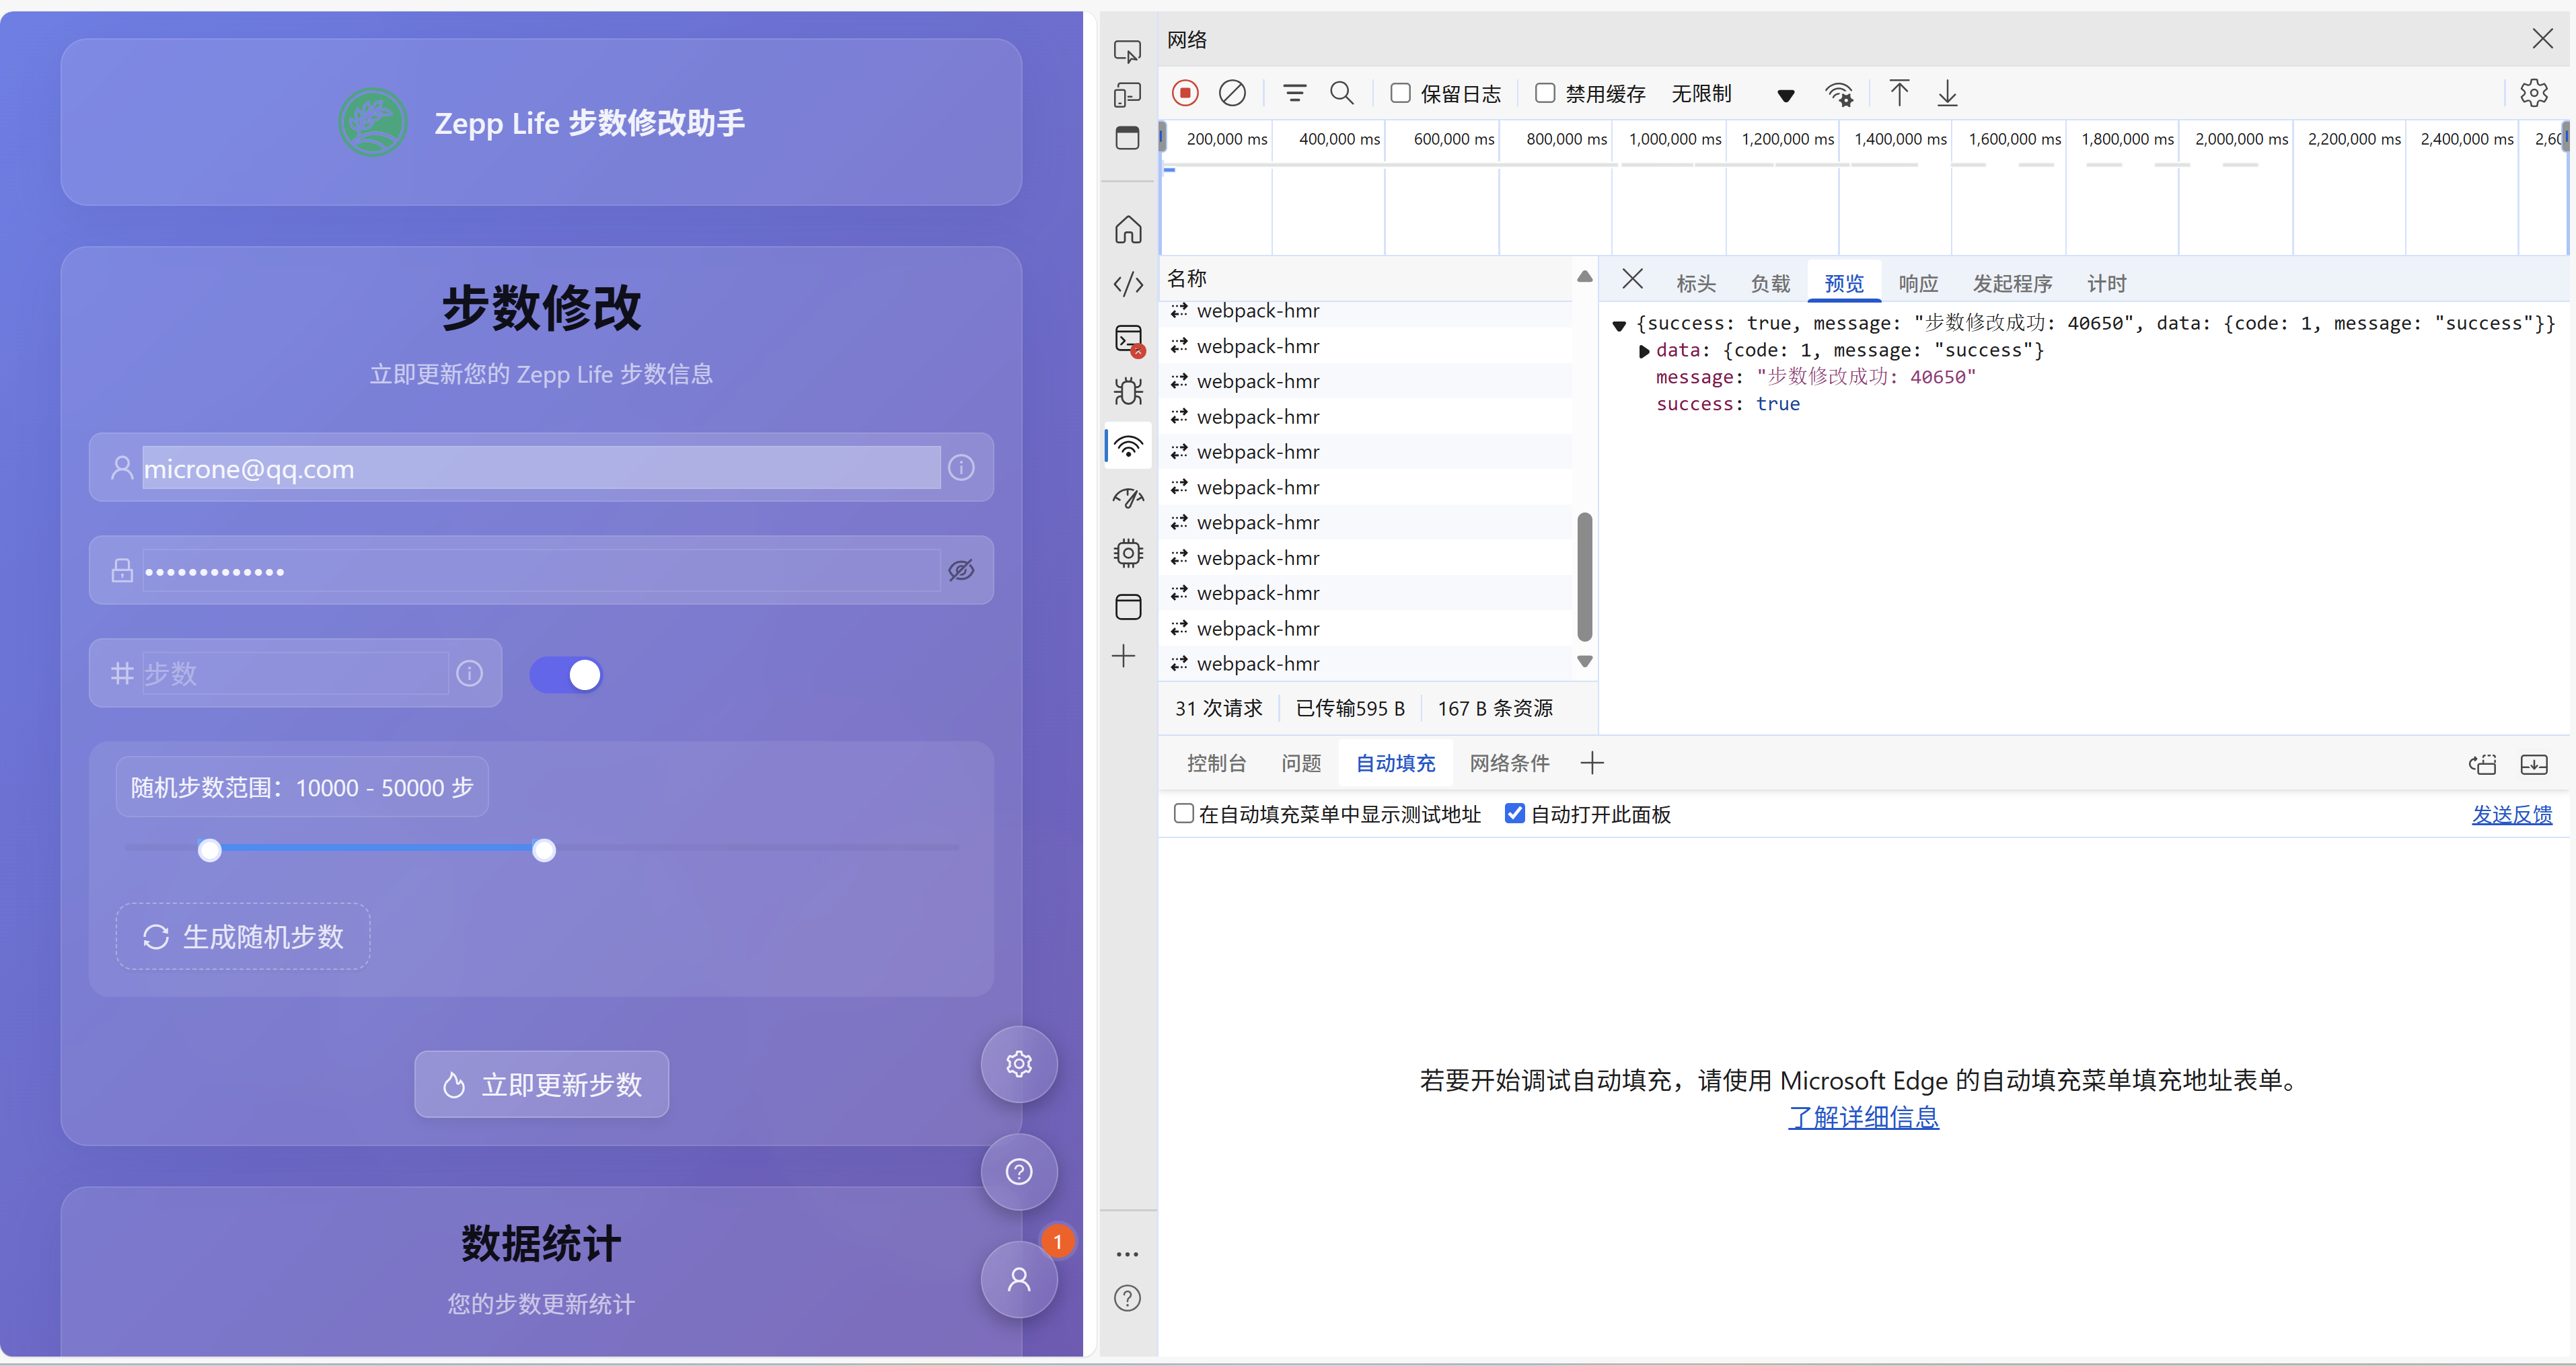 Zepp Life 步数修改助手
步数修改
立即更新您的 Zepp Life 步数信息
microne@qq.com
•••••••••••••
步数
随机步数范围：10000 - 50000 步
生成随机步数
立即更新步数
数据统计
您的步数更新统计
1
网络
保留日志 禁用缓存 无限制
200,000 ms 400,000 ms 600,000 ms 800,000 ms 1,000,000 ms 1,200,000 ms 1,400,000 ms 1,600,000 ms 1,800,000 ms 2,000,000 ms 2,200,000 ms 2,400,000 ms 2,60
名称
webpack-hmr
webpack-hmr
webpack-hmr
webpack-hmr
webpack-hmr
webpack-hmr
webpack-hmr
webpack-hmr
webpack-hmr
webpack-hmr
webpack-hmr
31 次请求 已传输595 B 167 B 条资源
标头 负载 预览 响应 发起程序 计时
{success: true, message: "步数修改成功: 40650", data: {code: 1, message: "success"}}
data: {code: 1, message: "success"}
message: "步数修改成功: 40650"
success: true
控制台 问题 自动填充 网络条件
在自动填充菜单中显示测试地址 自动打开此面板 发送反馈
若要开始调试自动填充，请使用 Microsoft Edge 的自动填充菜单填充地址表单。
了解详细信息